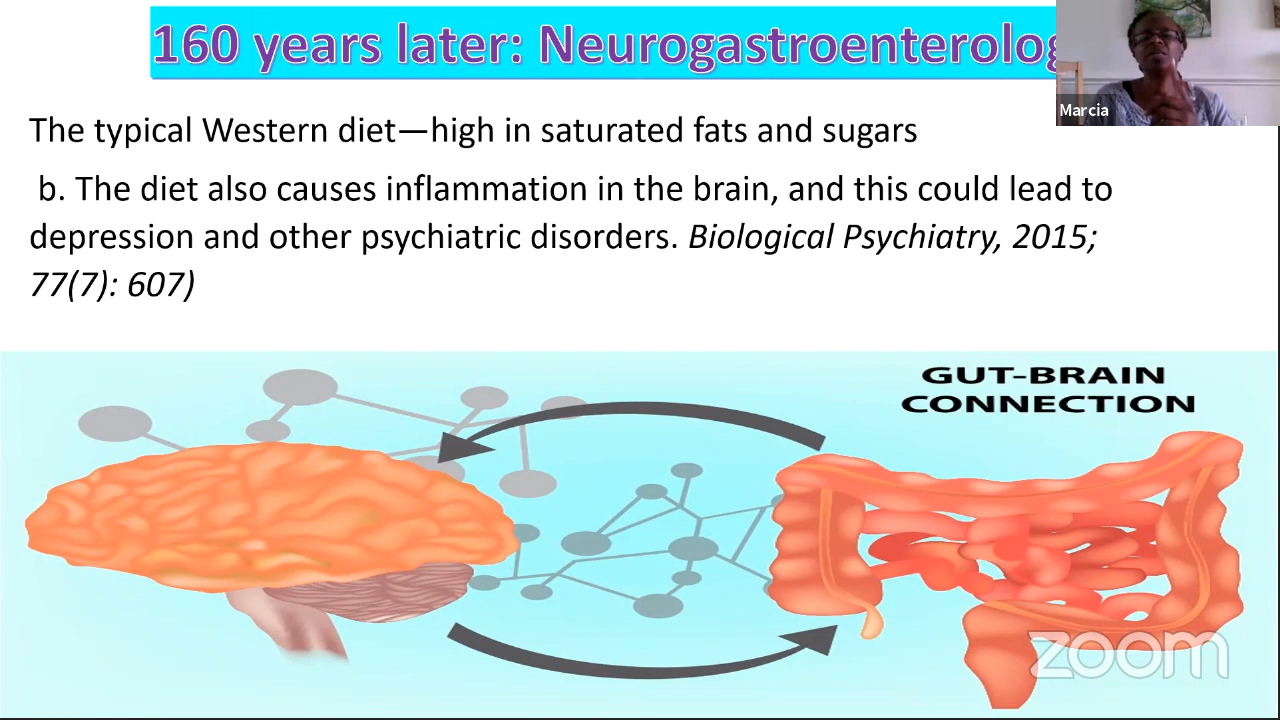 160 years later: Neurogastroenterolog
Marcia
The typical Western diet—high in saturated fats and sugars
b. The diet also causes inflammation in the brain, and this could lead to
depression and other psychiatric disorders. Biological Psychiatry, 2015;
77(7): 607)
GUT-BRAIN
CONNECTION
zoom